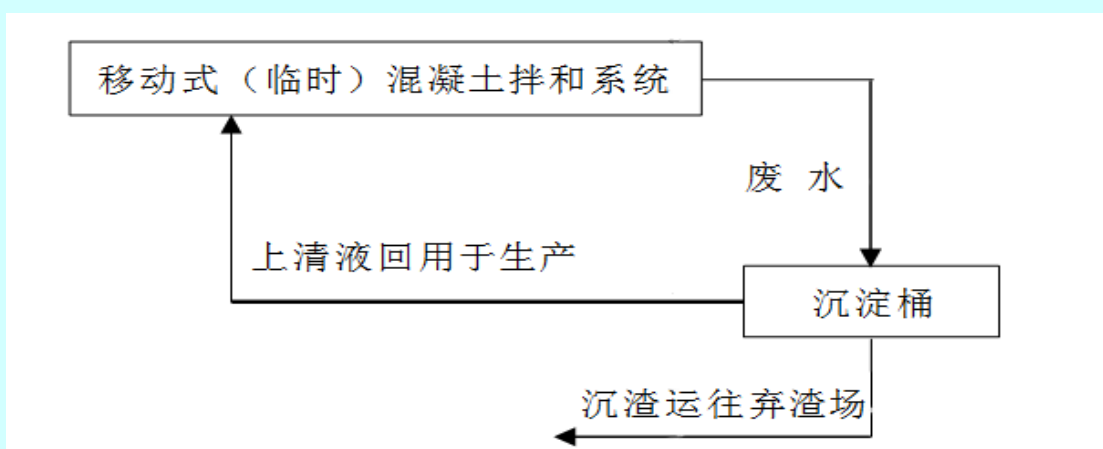 移动式（临时）混凝土拌和系统
废水
上清液回用于生产
沉淀桶
沉渣运往弃渣场